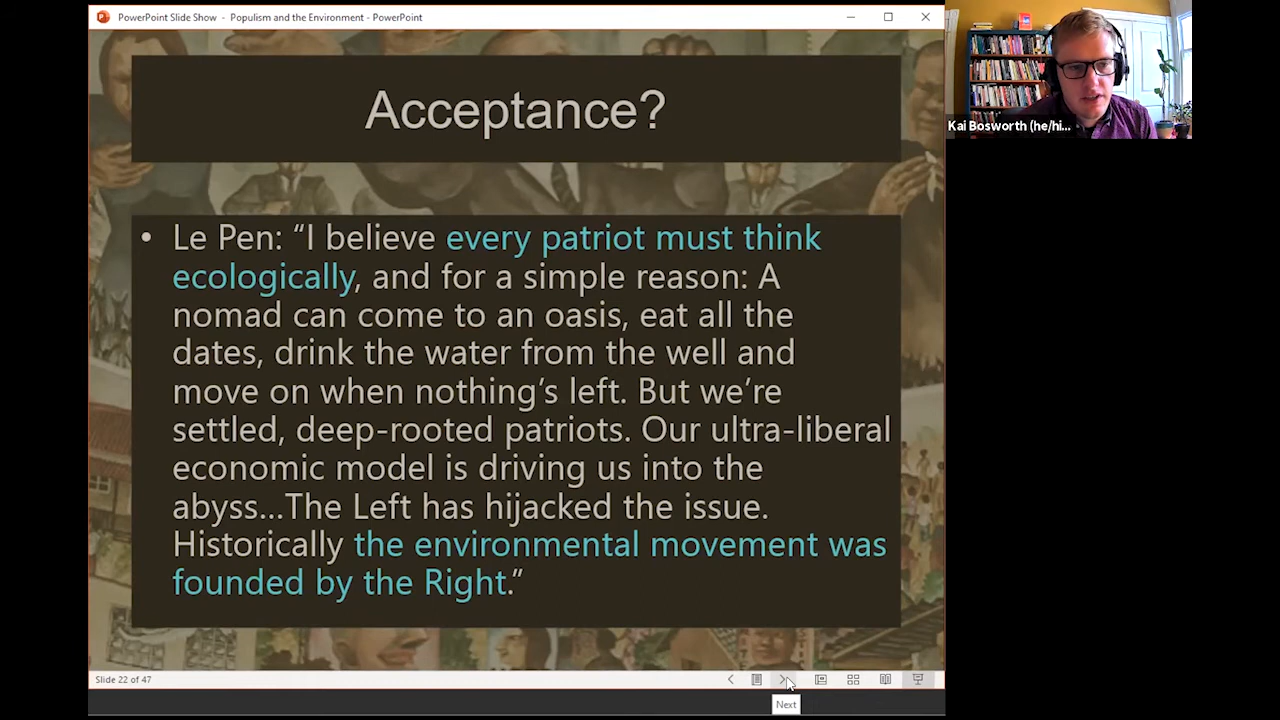 PowerPoint Slide Show - Populism and the Environment - PowerPoint
Kai Bosworth (he/hi...
Acceptance?
• Le Pen: “I believe every patriot must think
ecologically, and for a simple reason: A
nomad can come to an oasis, eat all the
dates, drink the water from the well and
move on when nothing’s left. But we’re
settled, deep-rooted patriots. Our ultra-liberal
economic model is driving us into the
abyss…The Left has hijacked the issue.
Historically the environmental movement was
founded by the Right.”
Slide 22 of 47
Next